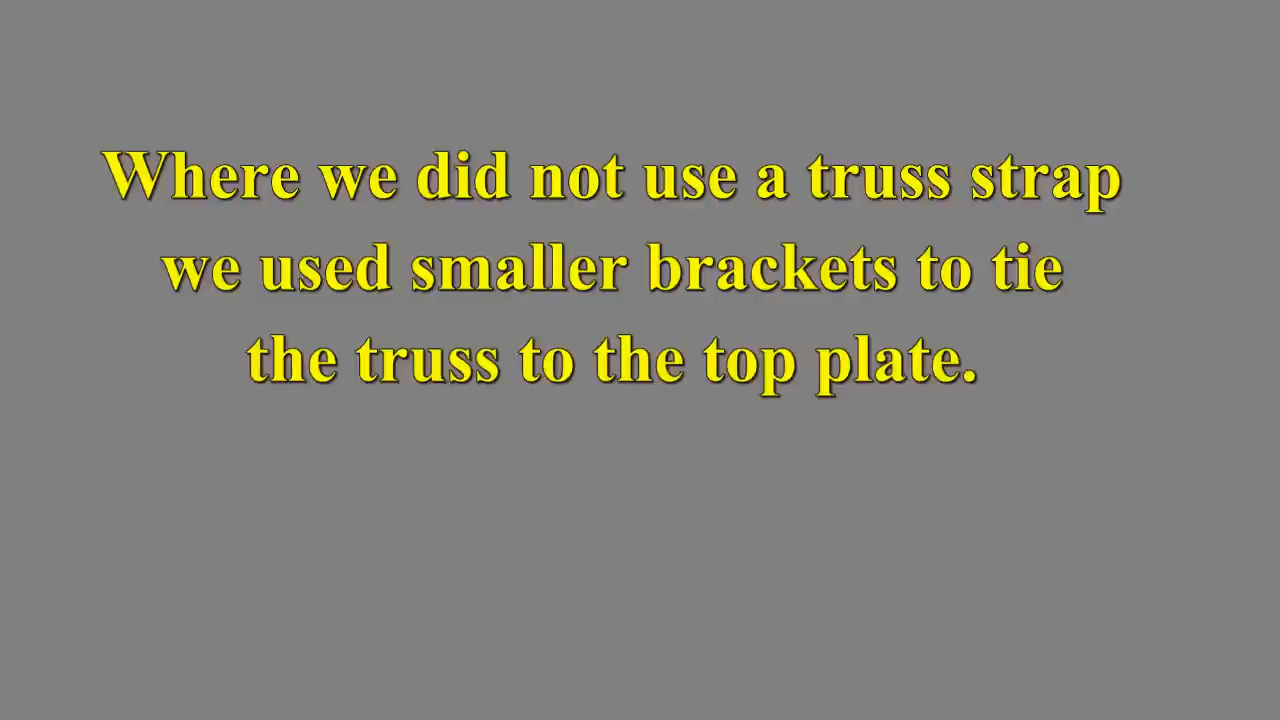 Where we did not use a truss strap
we used smaller brackets to tie
the truss to the top plate.